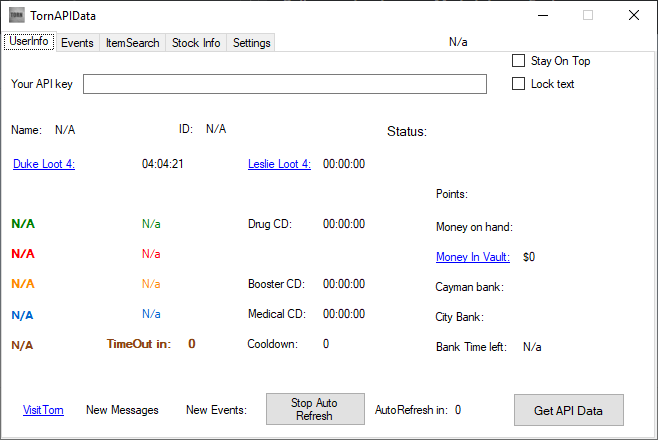 TORN TornAPIData
UserInfo Events ItemSearch Stock Info Settings N/a
Stay On Top
Your API key Lock text
Name: N/A ID: N/A Status:
Duke Loot 4: 04:04:21 Leslie Loot 4: 00:00:00
Points:
N/A N/a Drug CD: 00:00:00 Money on hand:
N/A N/a Money In Vault: $0
N/A N/a Booster CD: 00:00:00 Cayman bank:
N/A N/a Medical CD: 00:00:00 City Bank:
N/A TimeOut in: 0 Cooldown: 0 Bank Time left: N/a
VisitTorn New Messages New Events: Stop Auto Refresh AutoRefresh in: 0 Get API Data